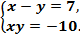 x − y = 7,
xy = −10.